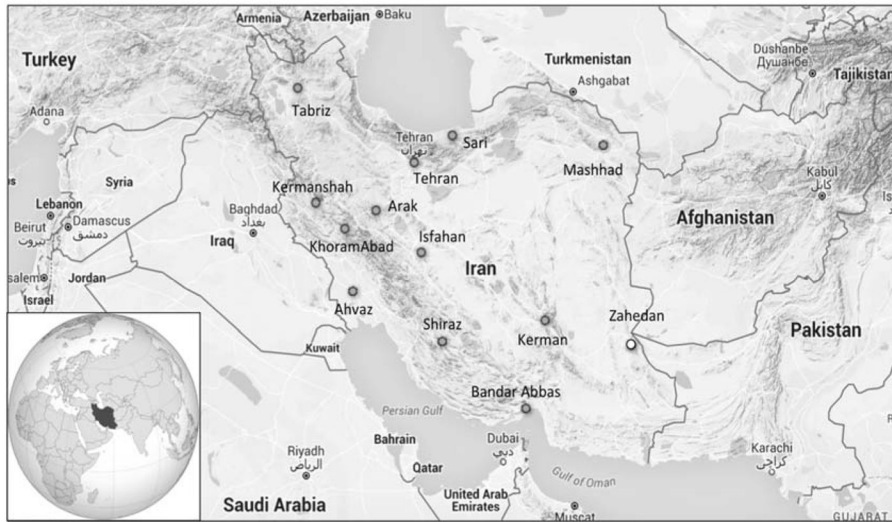 Armenia
Azerbaijan
Baku
Turkey
Turkmenistan
Ashgabat
Dushanbe
Душанбе
Tajikistan
Adana
Tabriz
Tehran
تهران
Tehran
Sari
Mashhad
Kabul
کابل
Syria
Lebanon
Beirut
بيروت
Damascus
دمشق
Kermanshah
Baghdad
بغداد
Iraq
Arak
KhoramAbad
Isfahan
Iran
Afghanistan
salem
Israel
Jordan
Ahvaz
Shiraz
Kerman
Zahedan
Pakistan
Kuwait
Bandar Abbas
Persian Gulf
Bahrain
Qatar
Dubai
دبي
Riyadh
الرياض
Karachi
کراچی
Gulf of Oman
Saudi Arabia
United Arab
Emirates
Muscat
GUJARAT